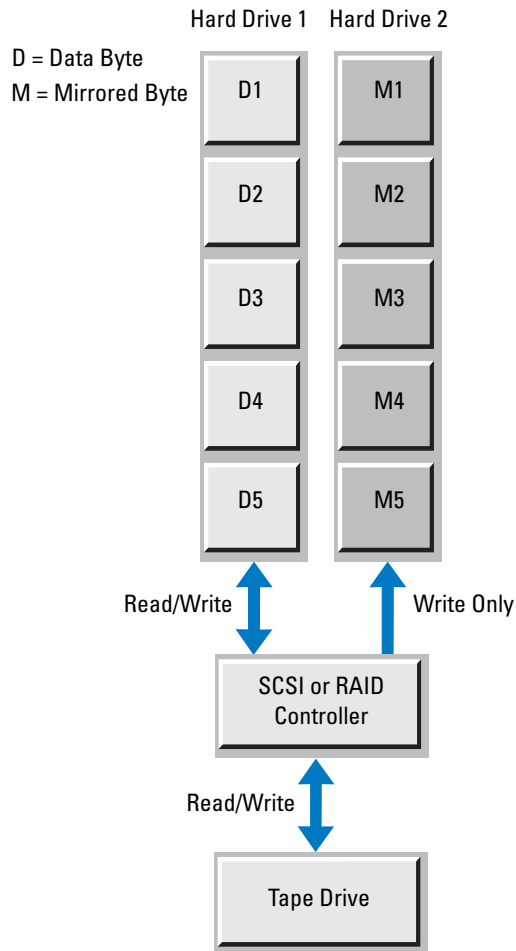 Hard Drive 1 Hard Drive 2
D = Data Byte
M = Mirrored Byte
D1 M1
D2 M2
D3 M3
D4 M4
D5 M5
Read/Write Write Only
SCSI or RAID
Controller
Read/Write
Tape Drive